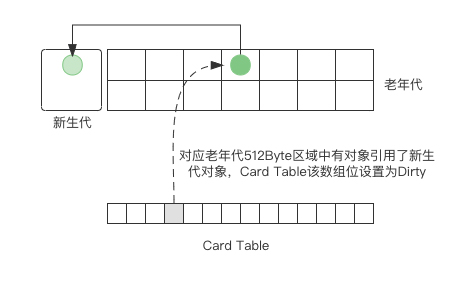 老年代
新生代
对应老年代512Byte区域中有对象引用了新生
代对象，Card Table该数组位设置为Dirty
Card Table